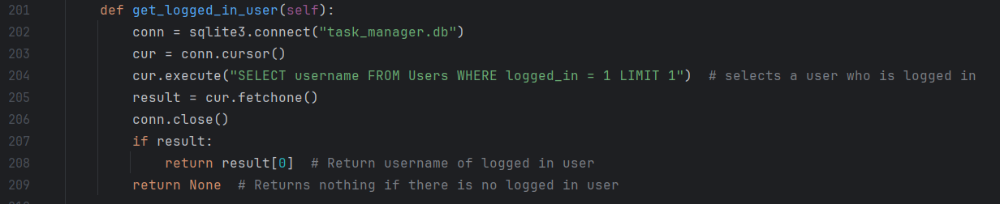 201 def get_logged_in_user(self):
202 conn = sqlite3.connect("task_manager.db")
203 cur = conn.cursor()
204 cur.execute("SELECT username FROM Users WHERE logged_in = 1 LIMIT 1")  # selects a user who is logged in
205 result = cur.fetchone()
206 conn.close()
207 if result:
208 return result[0]  # Return username of logged in user
209 return None  # Returns nothing if there is no logged in user